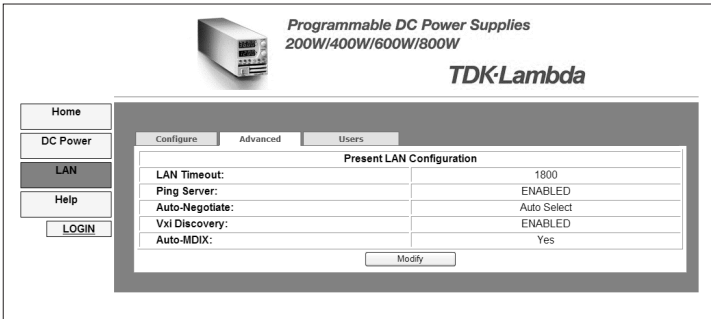 Programmable DC Power Supplies
200W/400W/600W/800W
TDK·Lambda
Home
DC Power
LAN
Help
LOGIN
Configure Advanced Users
Present LAN Configuration
LAN Timeout: 1800
Ping Server: ENABLED
Auto-Negotiate: Auto Select
Vxi Discovery: ENABLED
Auto-MDIX: Yes
Modify